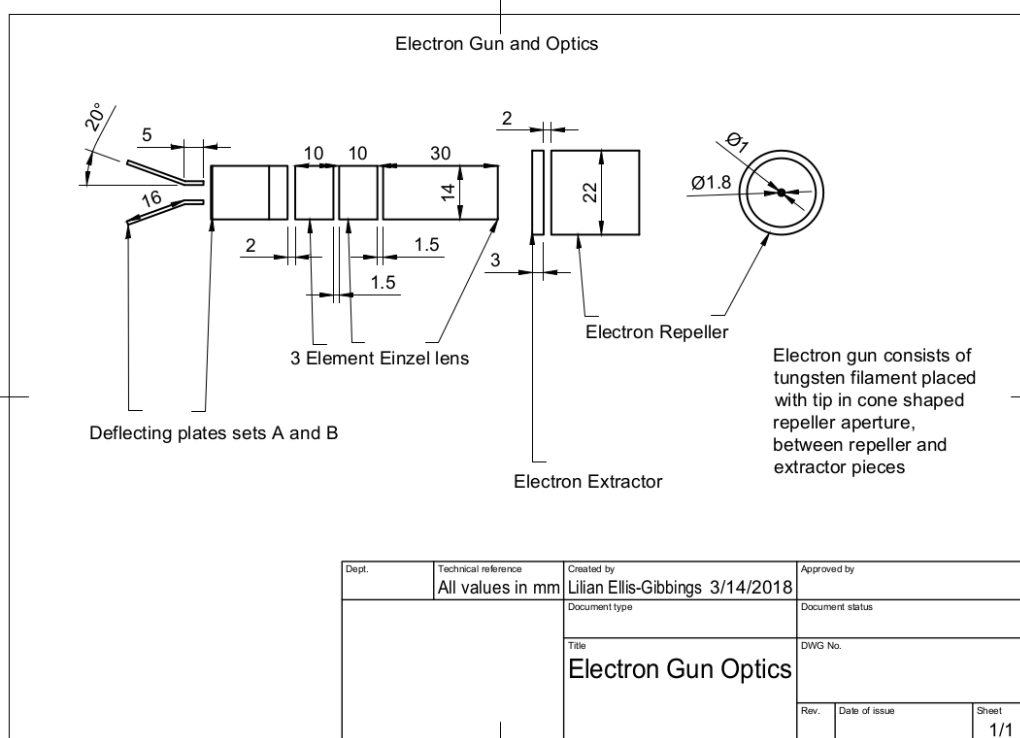 Electron Gun and Optics
20°
5
16
10
10
30
14
2
22
Ø1
Ø1.8
2
1.5
1.5
3
Electron Repeller
3 Element Einzel lens
Electron gun consists of
tungsten filament placed
with tip in cone shaped
repeller aperture,
between repeller and
extractor pieces
Deflecting plates sets A and B
Electron Extractor
Dept.
Technical reference
All values in mm
Created by
Lilian Ellis-Gibbings 3/14/2018
Approved by
Document type
Document status
Title
Electron Gun Optics
DWG No.
Rev.
Date of issue
Sheet
1/1